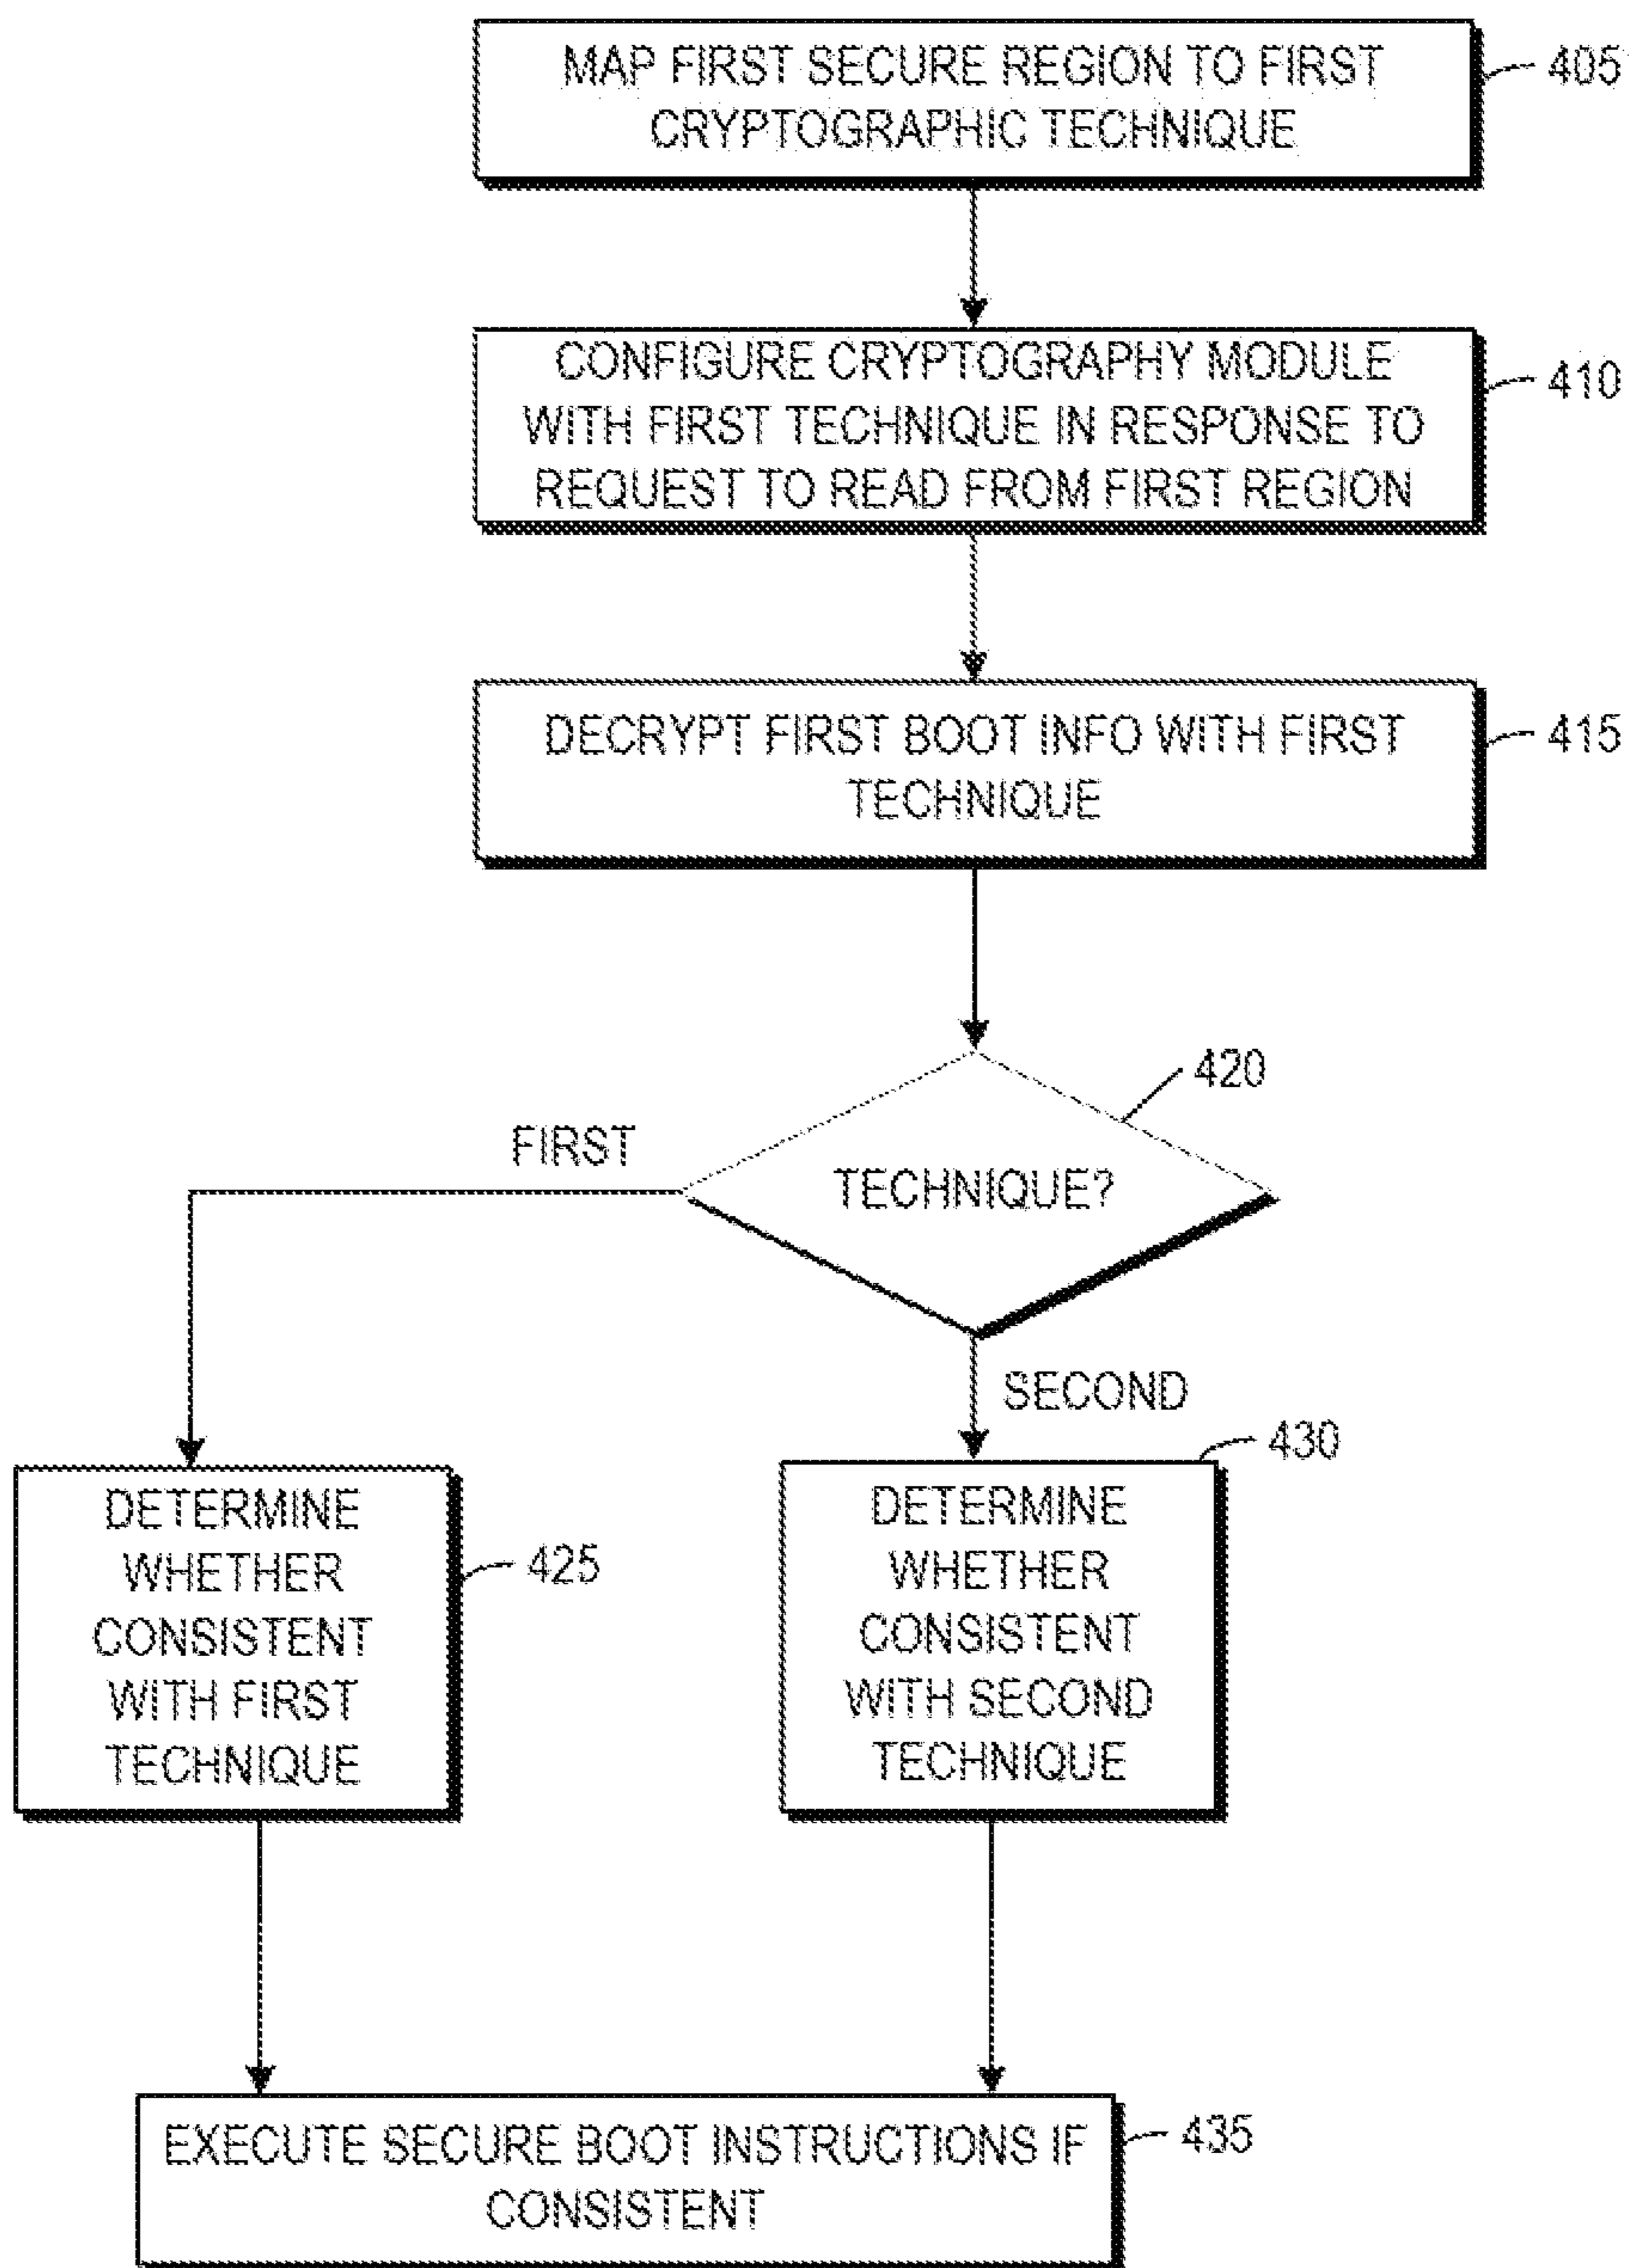 MAP FIRST SECURE REGION TO FIRST
CRYPTOGRAPHIC TECHNIQUE
405
CONFIGURE CRYPTOGRAPHY MODULE
WITH FIRST TECHNIQUE IN RESPONSE TO
REQUEST TO READ FROM FIRST REGION
410
DECRYPT FIRST BOOT INFO WITH FIRST
TECHNIQUE
415
420
FIRST
TECHNIQUE?
SECOND
DETERMINE
WHETHER
CONSISTENT
WITH FIRST
TECHNIQUE
425
430
DETERMINE
WHETHER
CONSISTENT
WITH SECOND
TECHNIQUE
EXECUTE SECURE BOOT INSTRUCTIONS IF
CONSISTENT
435